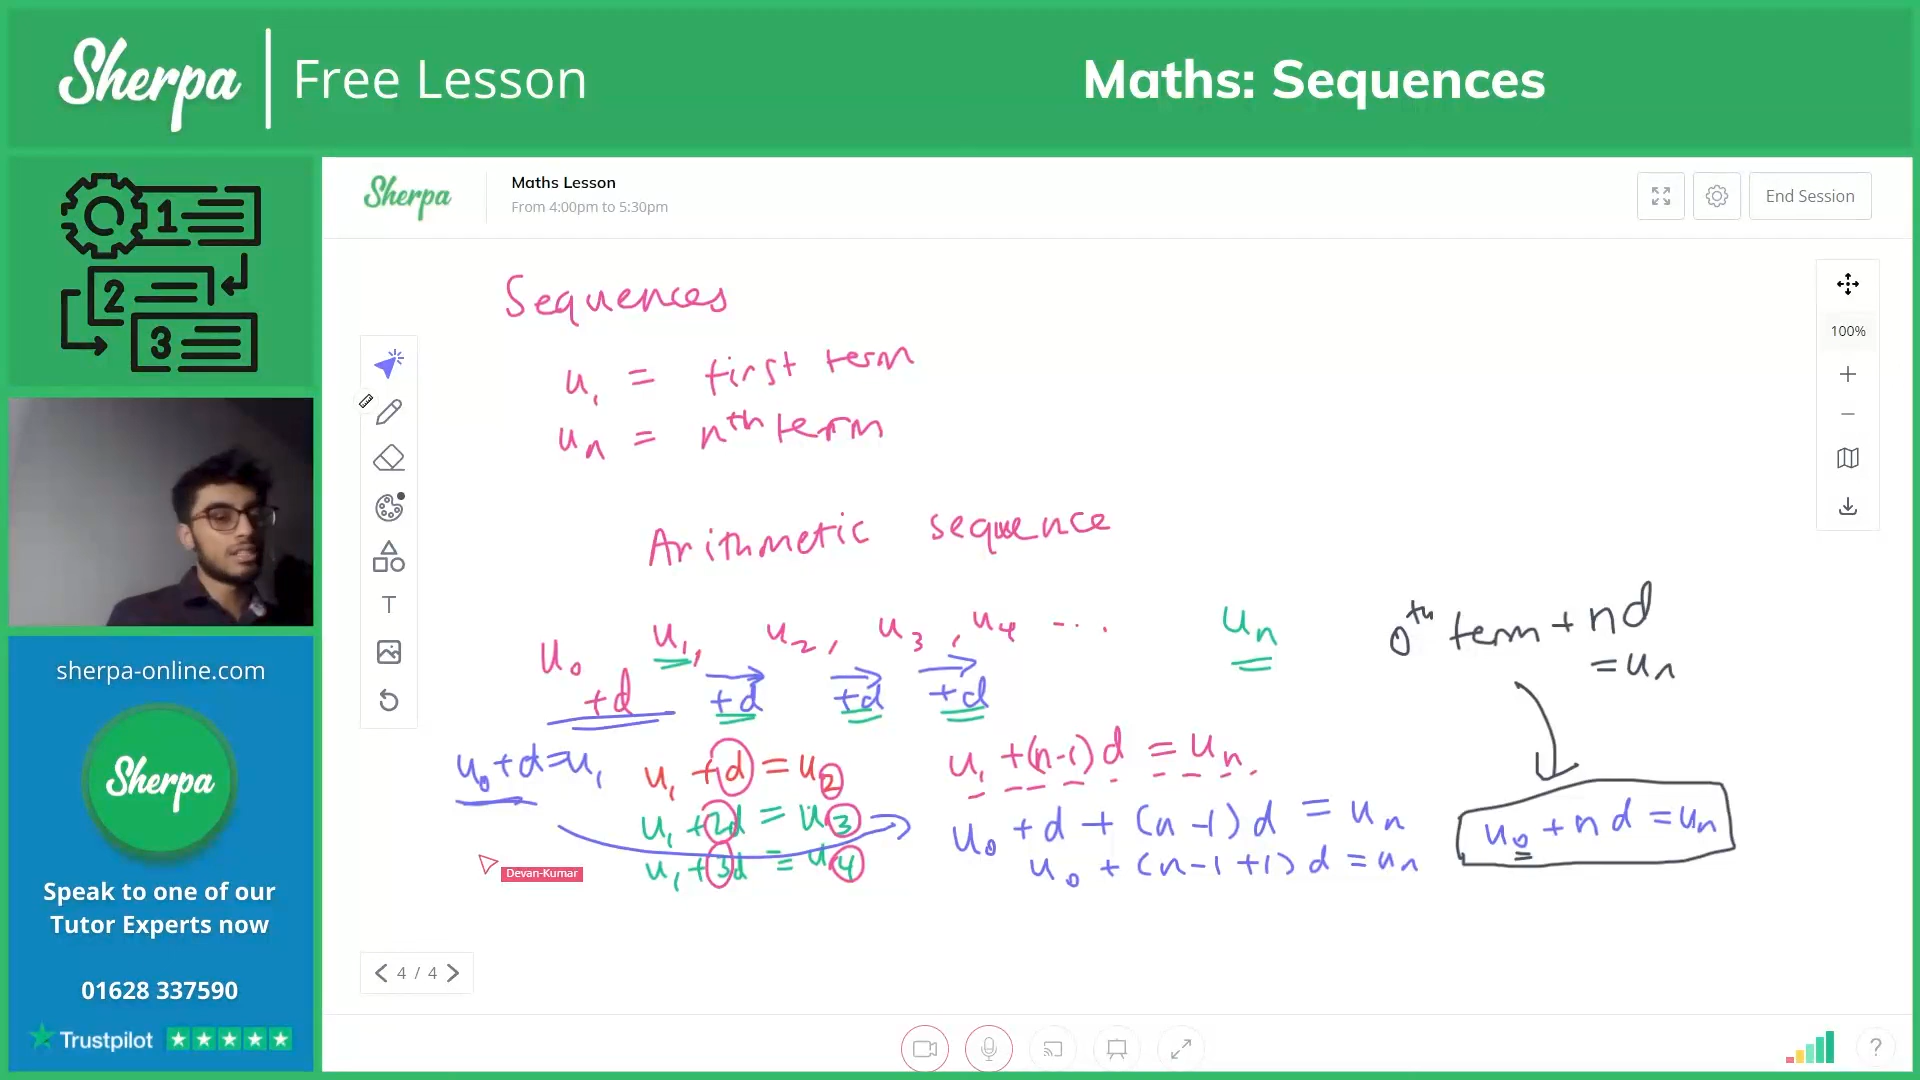 Sherpa | Free Lesson
Maths: Sequences
1
2
3
sherpa-online.com
Sherpa
Speak to one of our
Tutor Experts now
01628 337590
Trustpilot
Sherpa
Maths Lesson
From 4:00pm to 5:30pm
End Session
100%
T
Sequences
u₁ = first term
uₙ = nᵗʰ term
Arithmetic sequence
u₀ u₁, u₂, u₃, u₄ ... uₙ
+d +d +d +d
0ᵗʰ term + nd
= uₙ
u₀+d=u₁
u₁ +d = u₂
u₁ +2d = u₃
u₁ +3d = u₄
u₁ +(n-1)d = uₙ
u₀ +d + (n-1)d = uₙ
u₀ + (n-1+1)d = uₙ
u₀ + nd = uₙ
Devan-Kumar
4 / 4
?